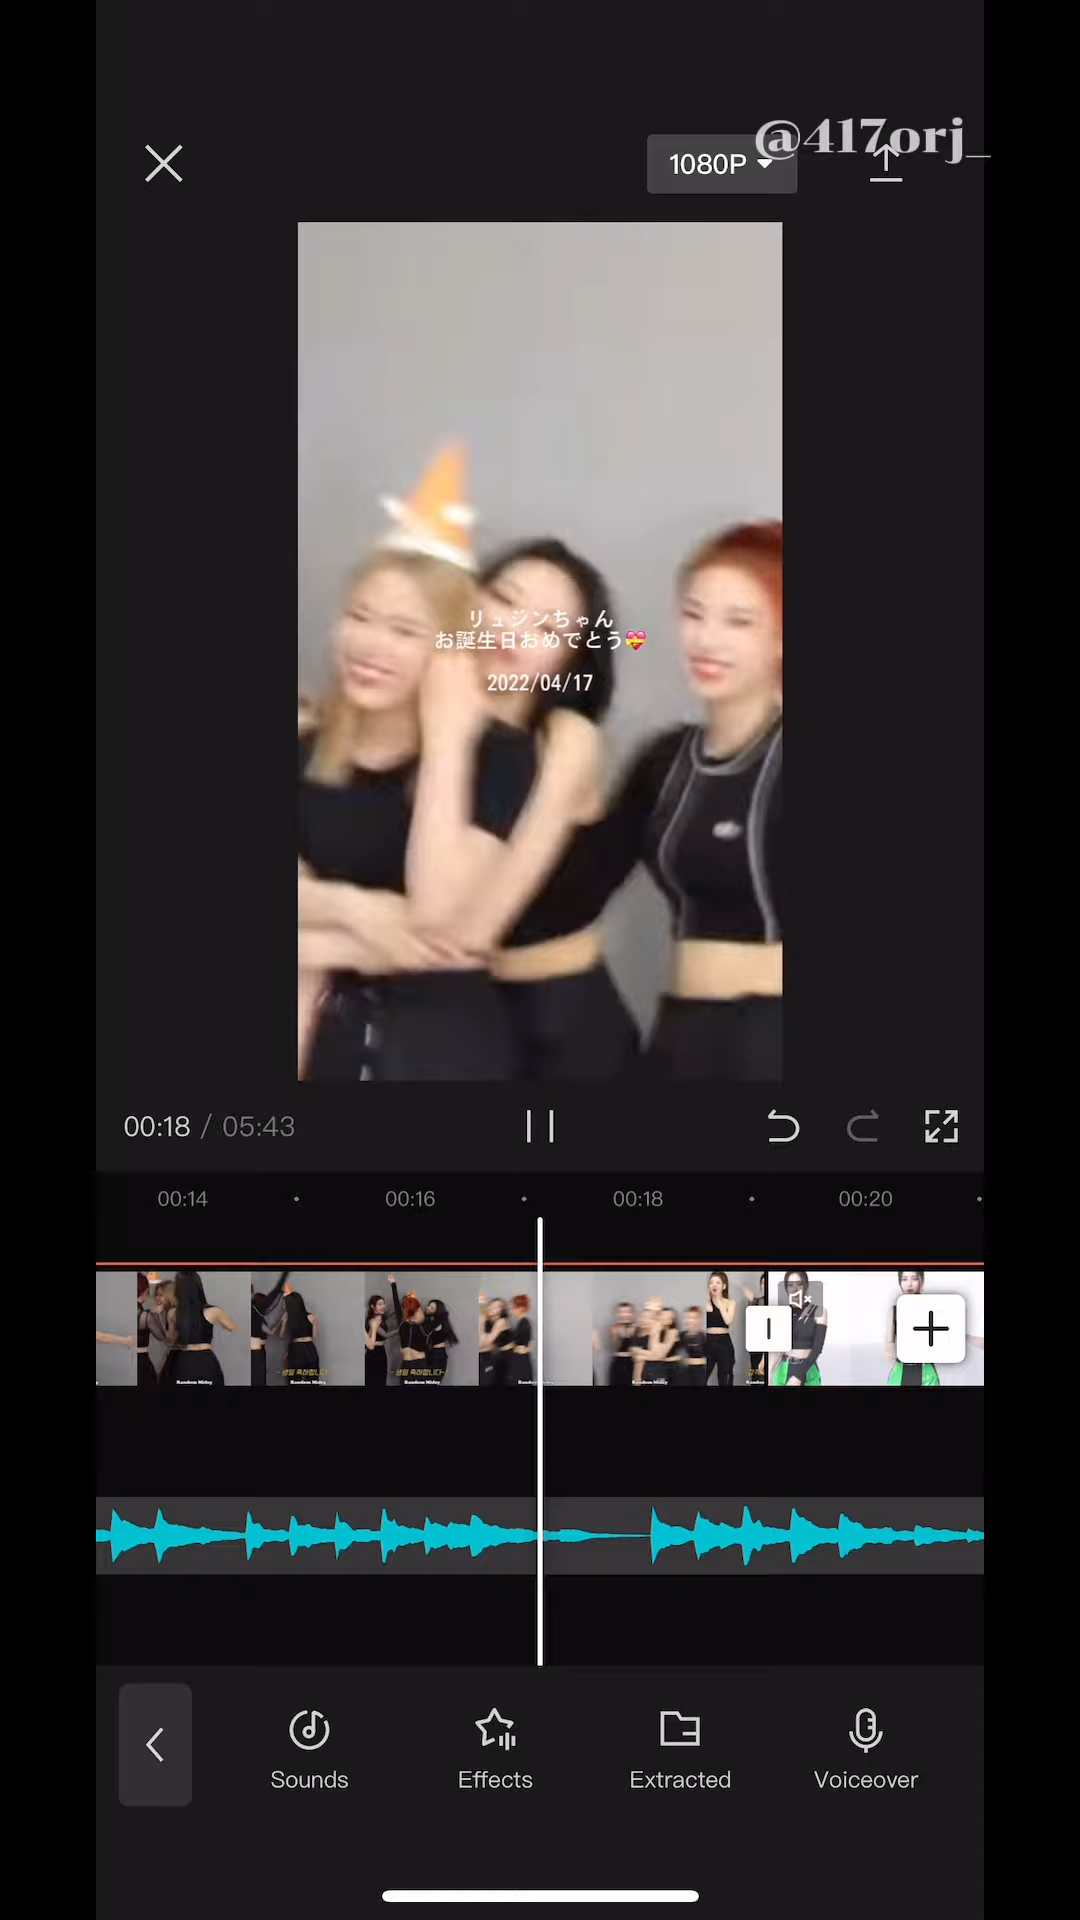 @417orj_
1080P
リュジンちゃん
お誕生日おめでとう💝
2022/04/17
00:18 / 05:43
00:14
00:16
00:18
00:20
Sounds
Effects
Extracted
Voiceover